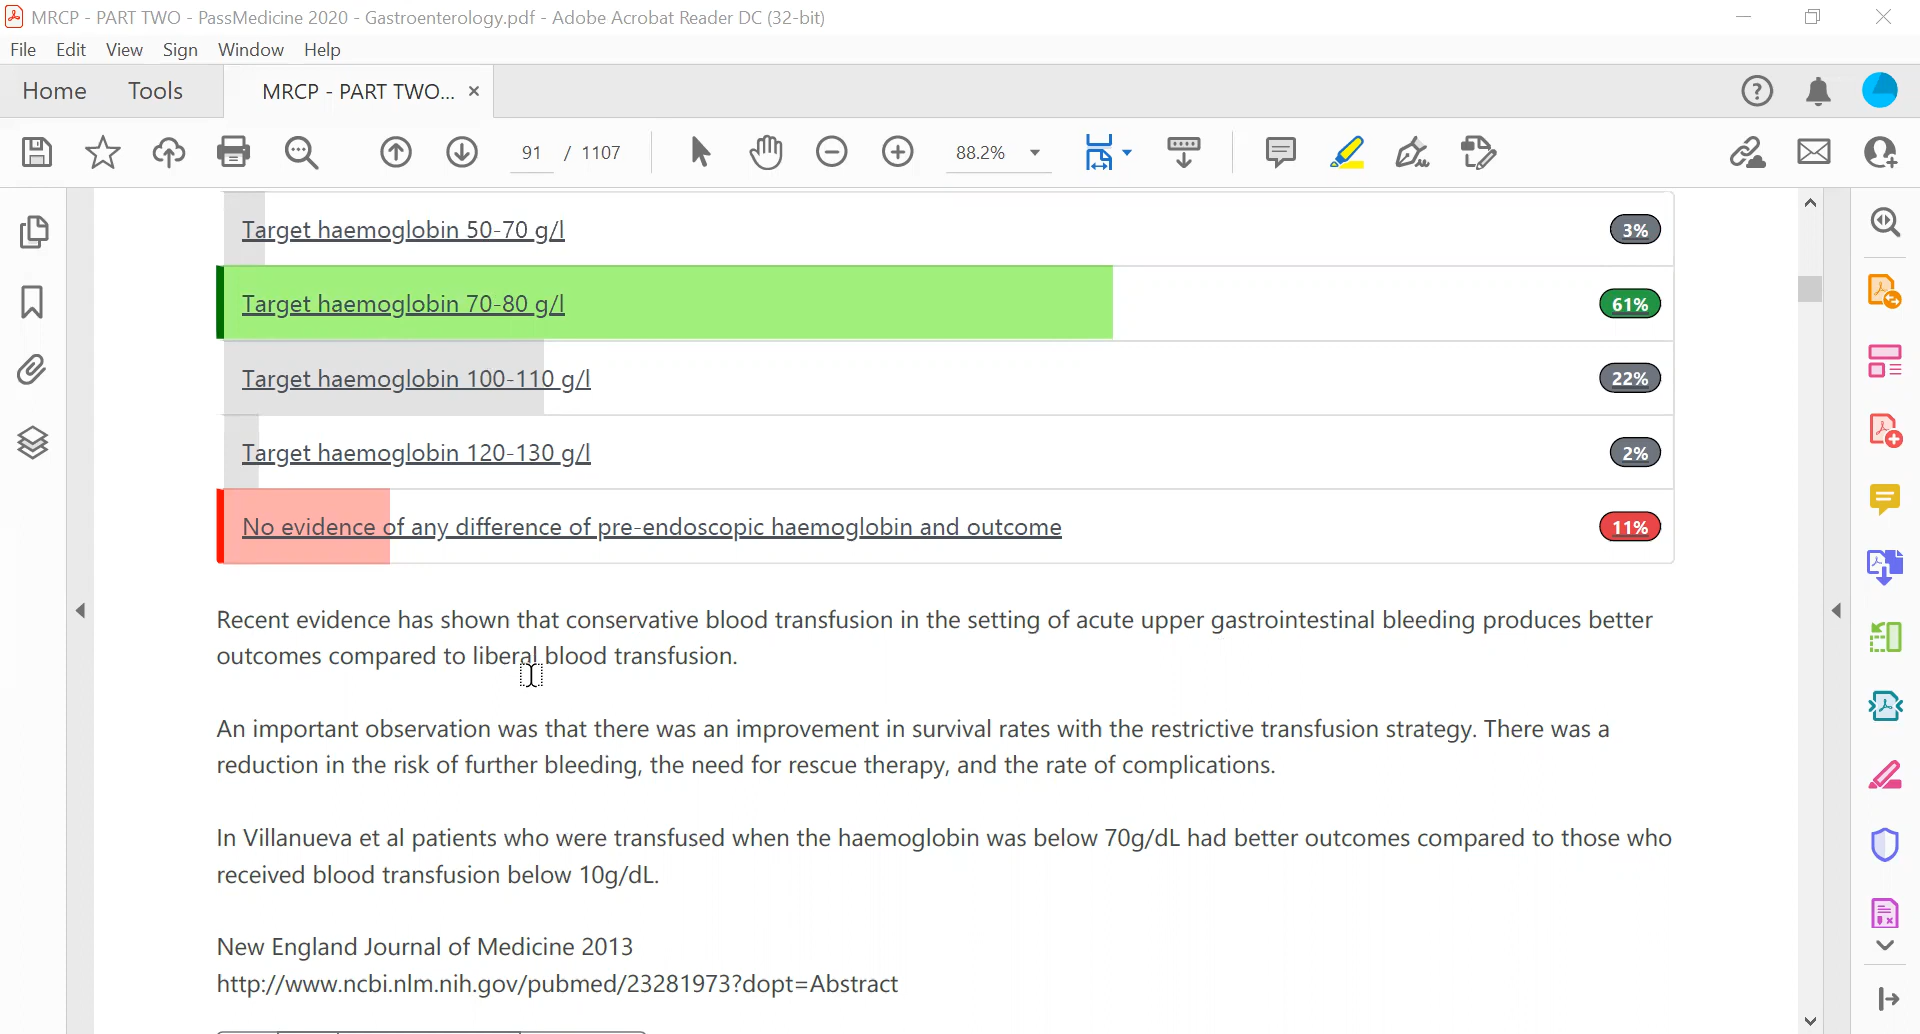 MRCP - PART TWO - PassMedicine 2020 - Gastroenterology.pdf - Adobe Acrobat Reader DC (32-bit)
File Edit View Sign Window Help
Home Tools MRCP - PART TWO... ×
91 / 1107 88.2%
Target haemoglobin 50-70 g/l 3%
Target haemoglobin 70-80 g/l 61%
Target haemoglobin 100-110 g/l 22%
Target haemoglobin 120-130 g/l 2%
No evidence of any difference of pre-endoscopic haemoglobin and outcome 11%
Recent evidence has shown that conservative blood transfusion in the setting of acute upper gastrointestinal bleeding produces better
outcomes compared to liberal blood transfusion.
An important observation was that there was an improvement in survival rates with the restrictive transfusion strategy. There was a
reduction in the risk of further bleeding, the need for rescue therapy, and the rate of complications.
In Villanueva et al patients who were transfused when the haemoglobin was below 70g/dL had better outcomes compared to those who
received blood transfusion below 10g/dL.
New England Journal of Medicine 2013
http://www.ncbi.nlm.nih.gov/pubmed/23281973?dopt=Abstract